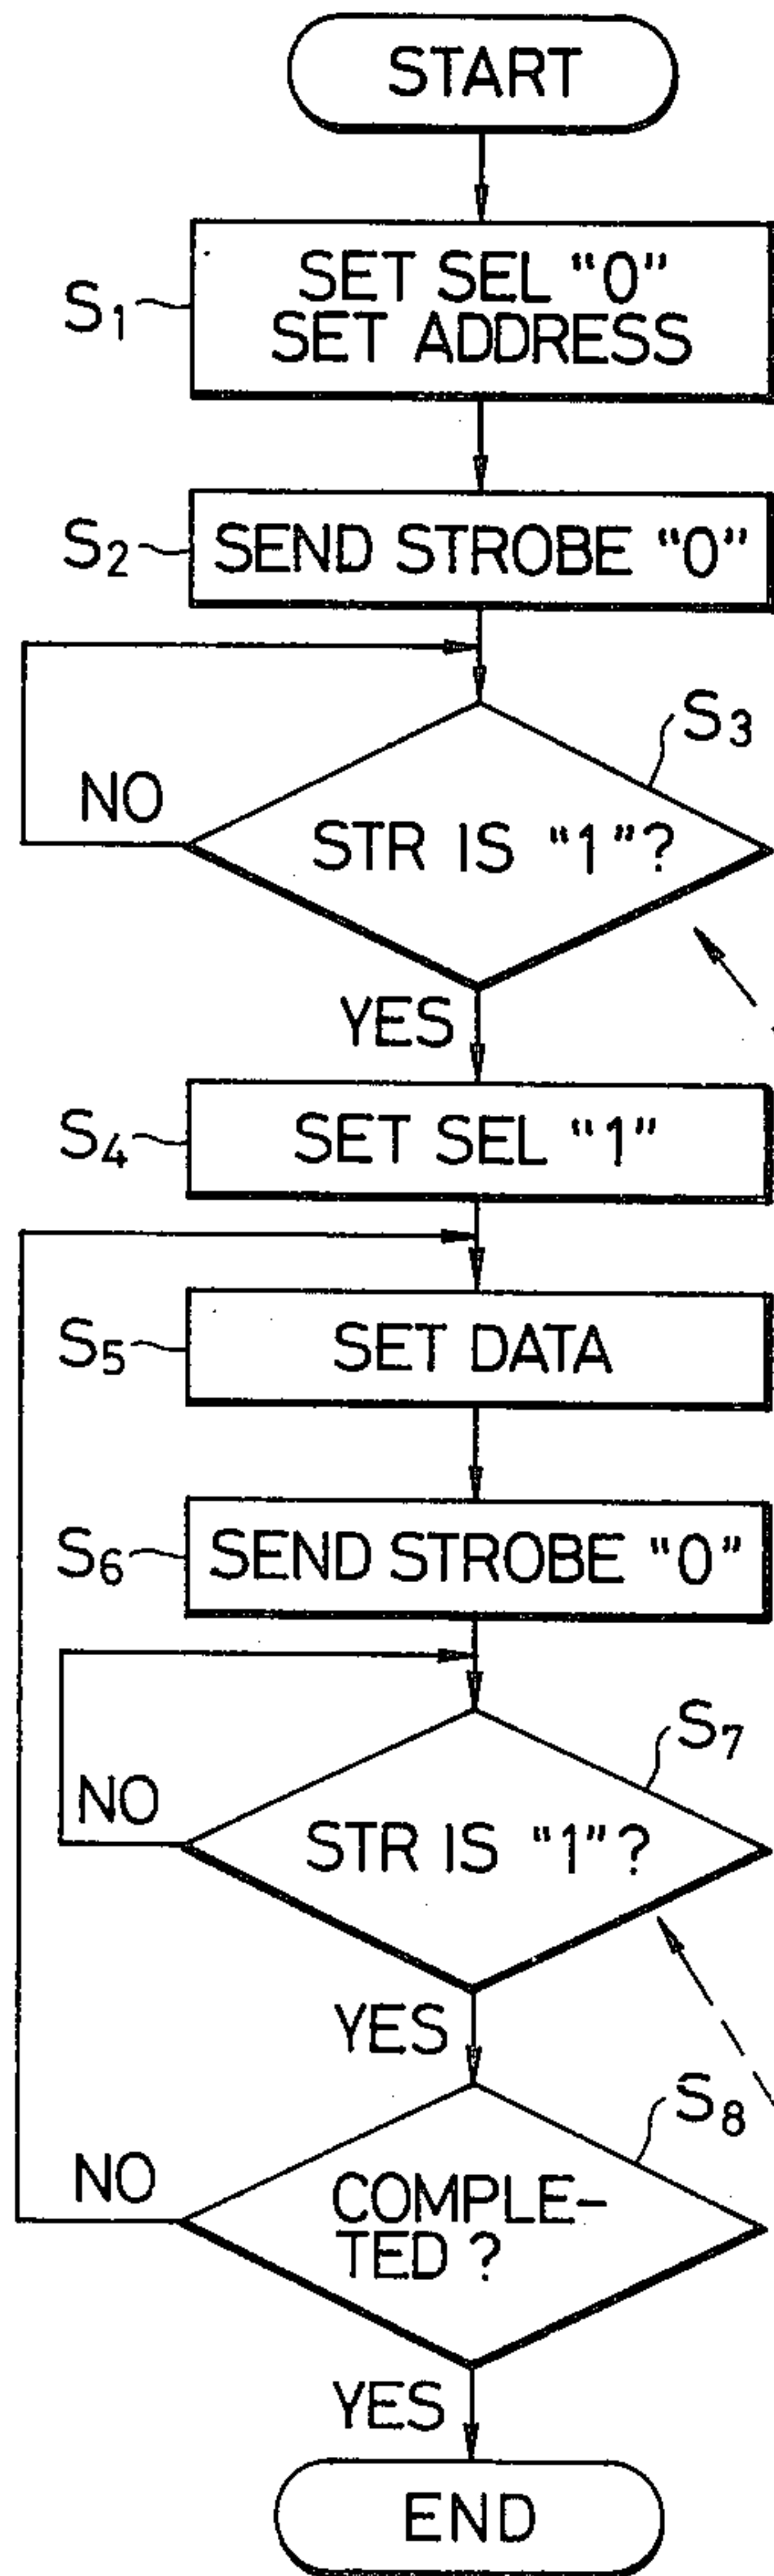 START
S1
SET SEL "0"
SET ADDRESS
S2
SEND STROBE "0"
S3
NO
STR IS "1"?
YES
S4
SET SEL "1"
S5
SET DATA
S6
SEND STROBE "0"
S7
NO
STR IS "1"?
YES
S8
NO
COMPLE-
TED ?
YES
END